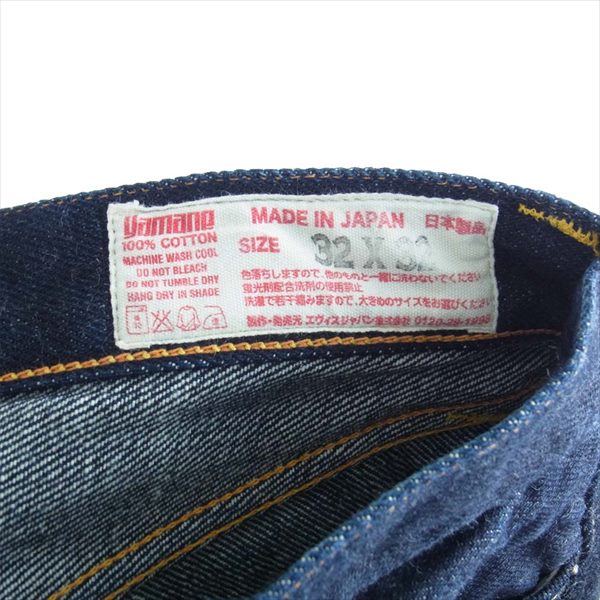 Yamane
100% COTTON
MACHINE WASH COOL
DO NOT BLEACH
DO NOT TUMBLE DRY
HANG DRY IN SHADE
MADE IN JAPAN 日本製品
SIZE 32 X 32
色落ちしますので、他のものと一緒に洗わないでください
蛍光剤配合洗剤の使用禁止
洗濯で若干縮みますので、大きめのサイズをお選びください
製作・発売元 エヴィスジャパン株式会社